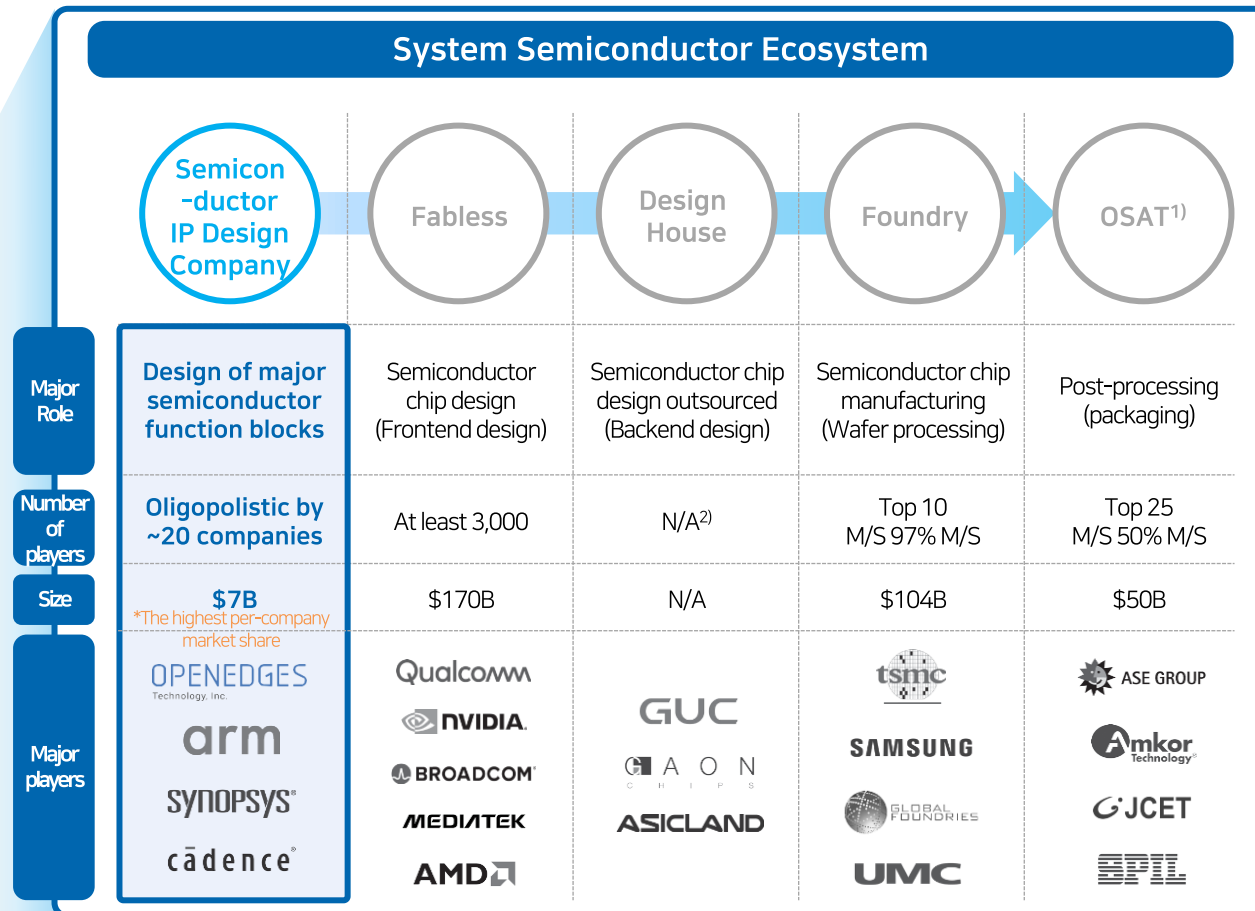 System Semiconductor Ecosystem
Semicon
-ductor
IP Design
Company
Fabless
Design
House
Foundry
OSAT1)
Major
Role
Design of major
semiconductor
function blocks
Semiconductor
chip design
(Frontend design)
Semiconductor chip
design outsourced
(Backend design)
Semiconductor chip
manufacturing
(Wafer processing)
Post-processing
(packaging)
Number
of
players
Oligopolistic by
~20 companies
At least 3,000
N/A2)
Top 10
M/S 97% M/S
Top 25
M/S 50% M/S
Size
$7B
*The highest per-company
market share
$170B
N/A
$104B
$50B
Major
players
OPENEDGES
Technology, Inc.
arm
SYNOPSYS®
cādence®
Qualcomm
NVIDIA.
BROADCOM®
MEDIATEK
AMD
GUC
GAON
CHIPS
ASICLAND
tsmc
SAMSUNG
GLOBAL
FOUNDRIES
UMC
ASE GROUP
Amkor
Technology®
JCET
SPIL